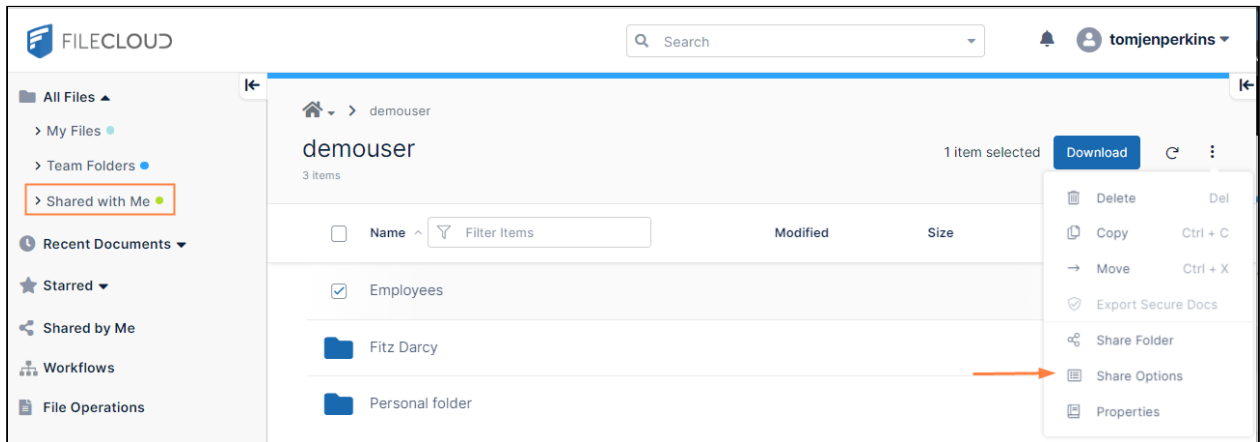 FILECLOUD
Search
tomjenperkins
All Files
My Files
Team Folders
Shared with Me
Recent Documents
Starred
Shared by Me
Workflows
File Operations
demouser
demouser
3 items
1 item selected
Download
Name
Filter Items
Modified
Size
Employees
Fitz Darcy
Personal folder
Delete Del
Copy Ctrl + C
Move Ctrl + X
Export Secure Docs
Share Folder
Share Options
Properties